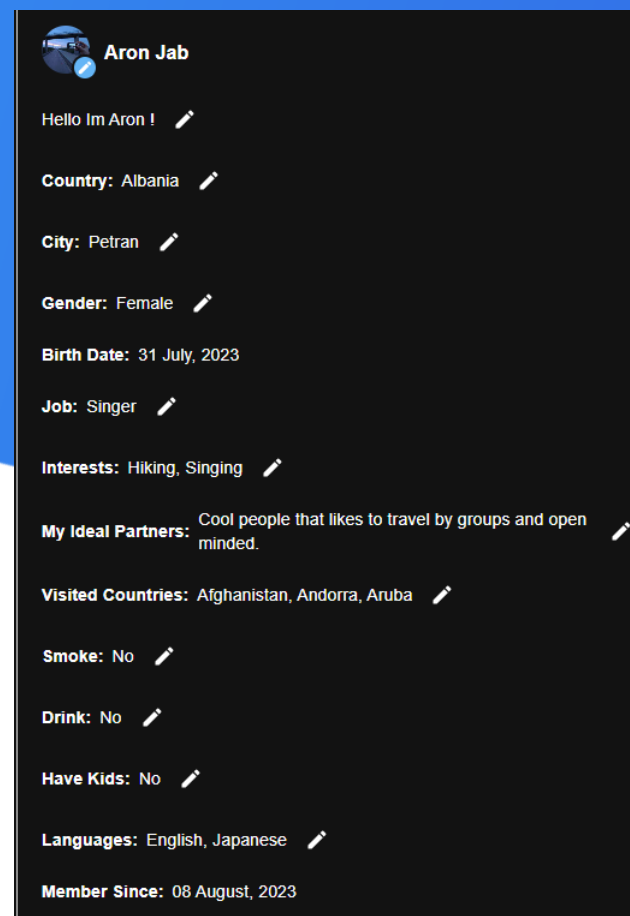 Aron Jab
Hello Im Aron !
Country: Albania
City: Petran
Gender: Female
Birth Date: 31 July, 2023
Job: Singer
Interests: Hiking, Singing
My Ideal Partners: Cool people that likes to travel by groups and open
minded.
Visited Countries: Afghanistan, Andorra, Aruba
Smoke: No
Drink: No
Have Kids: No
Languages: English, Japanese
Member Since: 08 August, 2023